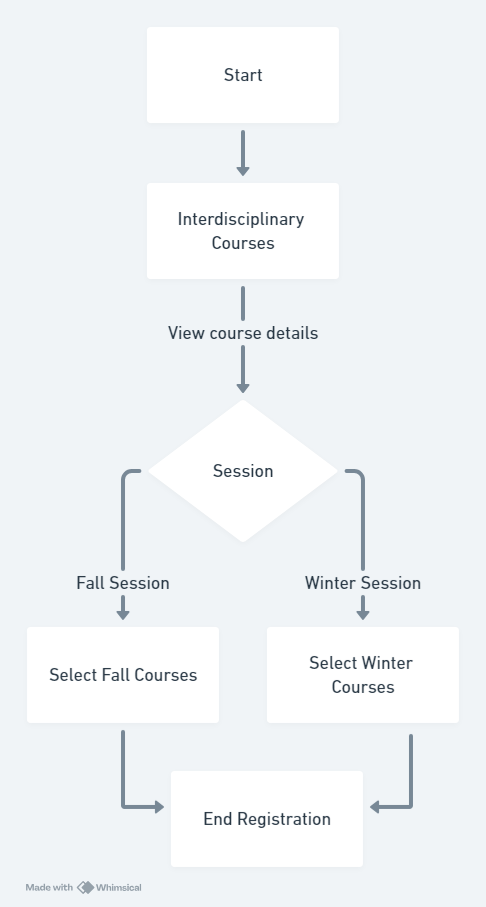 Start
Interdisciplinary
Courses
View course details
Session
Fall Session
Winter Session
Select Fall Courses
Select Winter
Courses
End Registration
Made with Whimsical